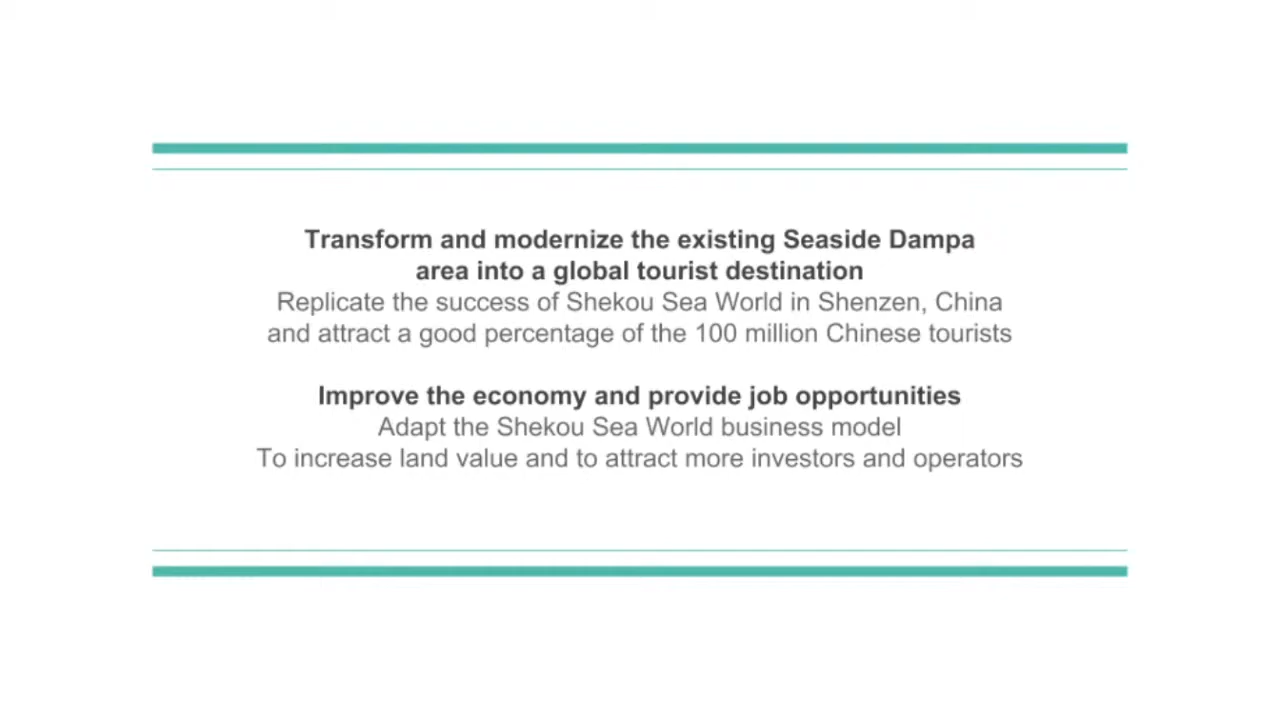 Transform and modernize the existing Seaside Dampa
area into a global tourist destination
Replicate the success of Shekou Sea World in Shenzen, China
and attract a good percentage of the 100 million Chinese tourists
Improve the economy and provide job opportunities
Adapt the Shekou Sea World business model
To increase land value and to attract more investors and operators